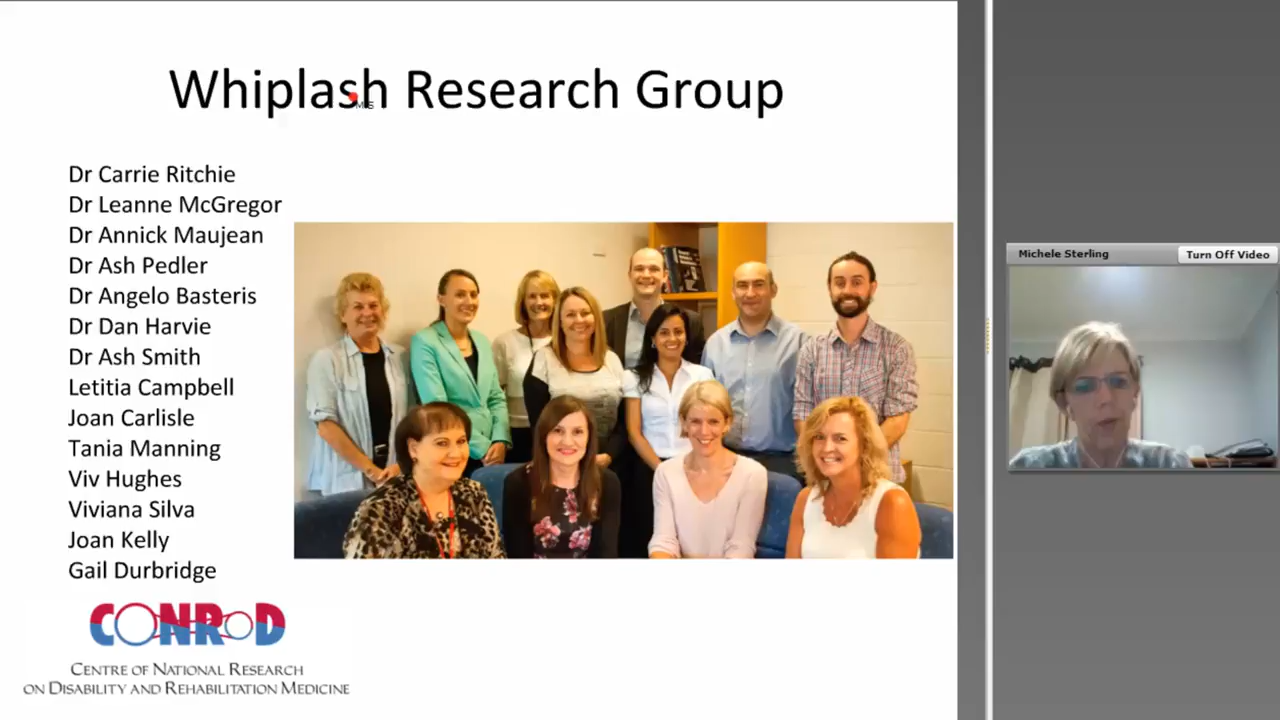 Whiplash Research Group
Dr Carrie Ritchie
Dr Leanne McGregor
Dr Annick Maujean
Dr Ash Pedler
Dr Angelo Basteris
Dr Dan Harvie
Dr Ash Smith
Letitia Campbell
Joan Carlisle
Tania Manning
Viv Hughes
Viviana Silva
Joan Kelly
Gail Durbridge
CONROD
CENTRE OF NATIONAL RESEARCH
ON DISABILITY AND REHABILITATION MEDICINE
Michele Sterling
Turn Off Video